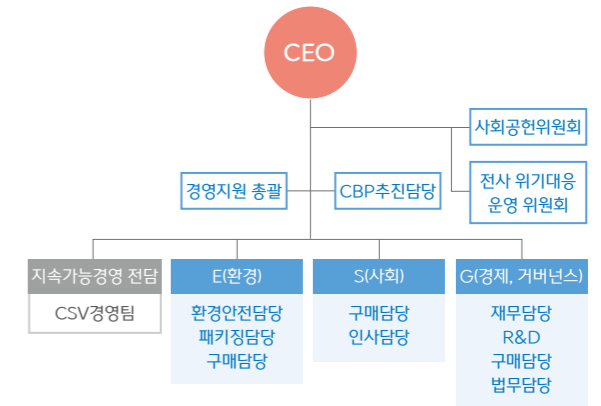 CEO
사회공헌위원회
경영지원 총괄
CBP추진담당
전사 위기대응
운영 위원회
지속가능경영 전담
CSV경영팀
E(환경)
환경안전담당
패키징담당
구매담당
S(사회)
구매담당
인사담당
G(경제, 거버넌스)
재무담당
R&D
구매담당
법무담당